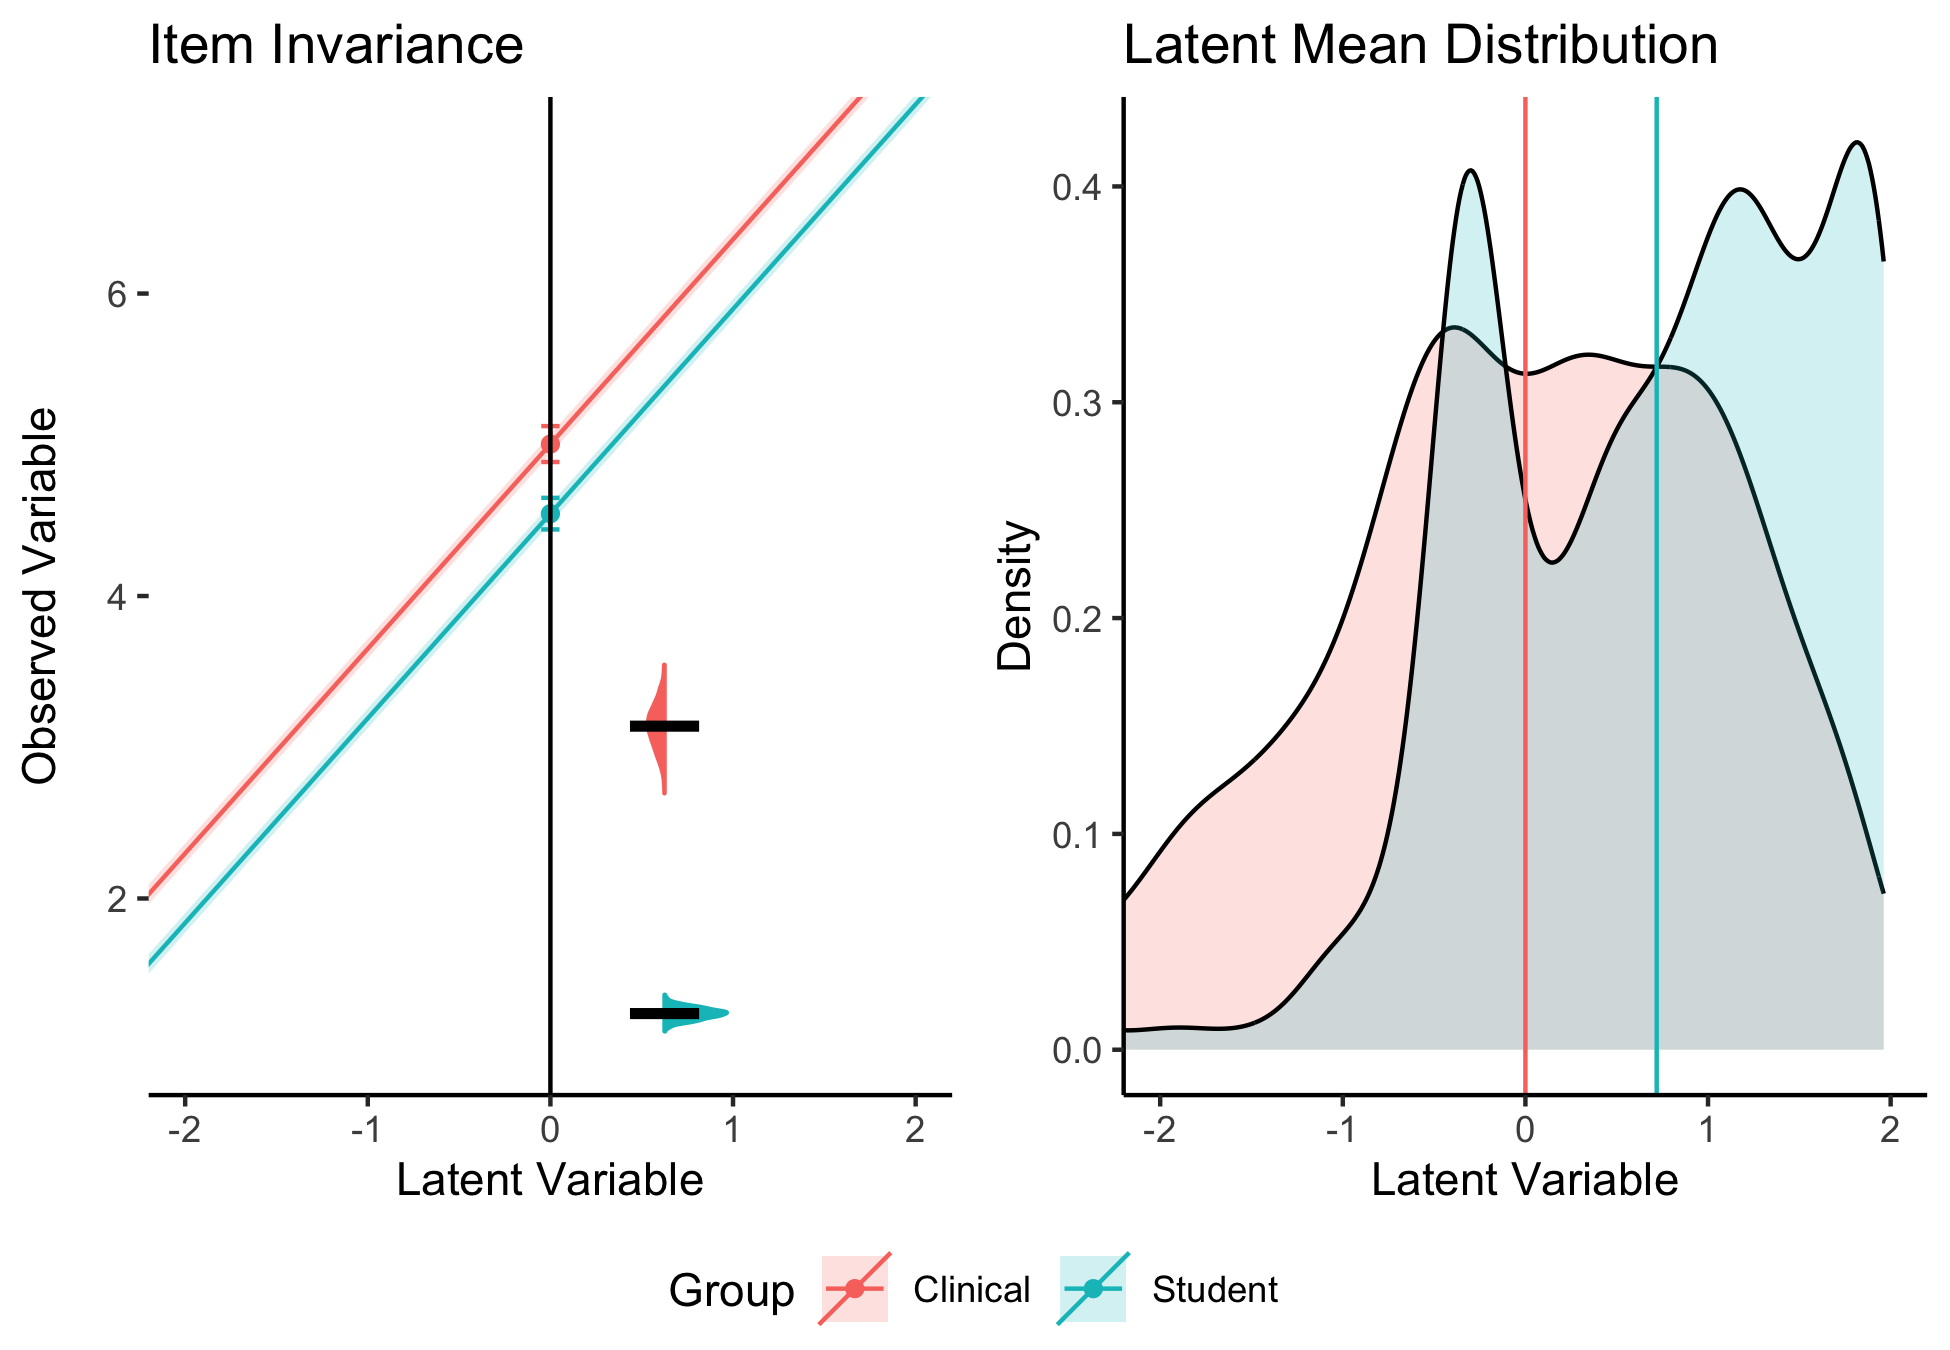 Item Invariance
Observed Variable
6
4
2
-2 -1 0 1 2
Latent Variable
Latent Mean Distribution
Density
0.4
0.3
0.2
0.1
0.0
-2 -1 0 1 2
Latent Variable
Group Clinical Student